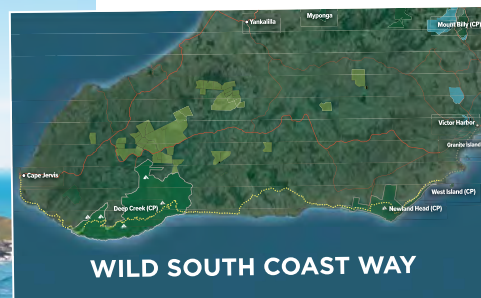 Yankalilla
Myponga
Mount Billy (CP)
Victor Harbor
Granite Island
Cape Jervis
West Island (CP)
Deep Creek (CP)
Newland Head (CP)
WILD SOUTH COAST WAY